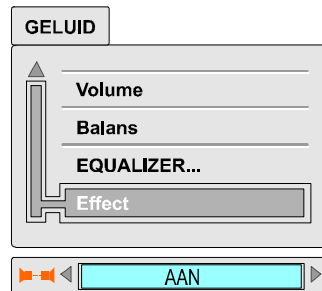 GELUID
Volume
Balans
EQUALIZER...
Effect
AAN